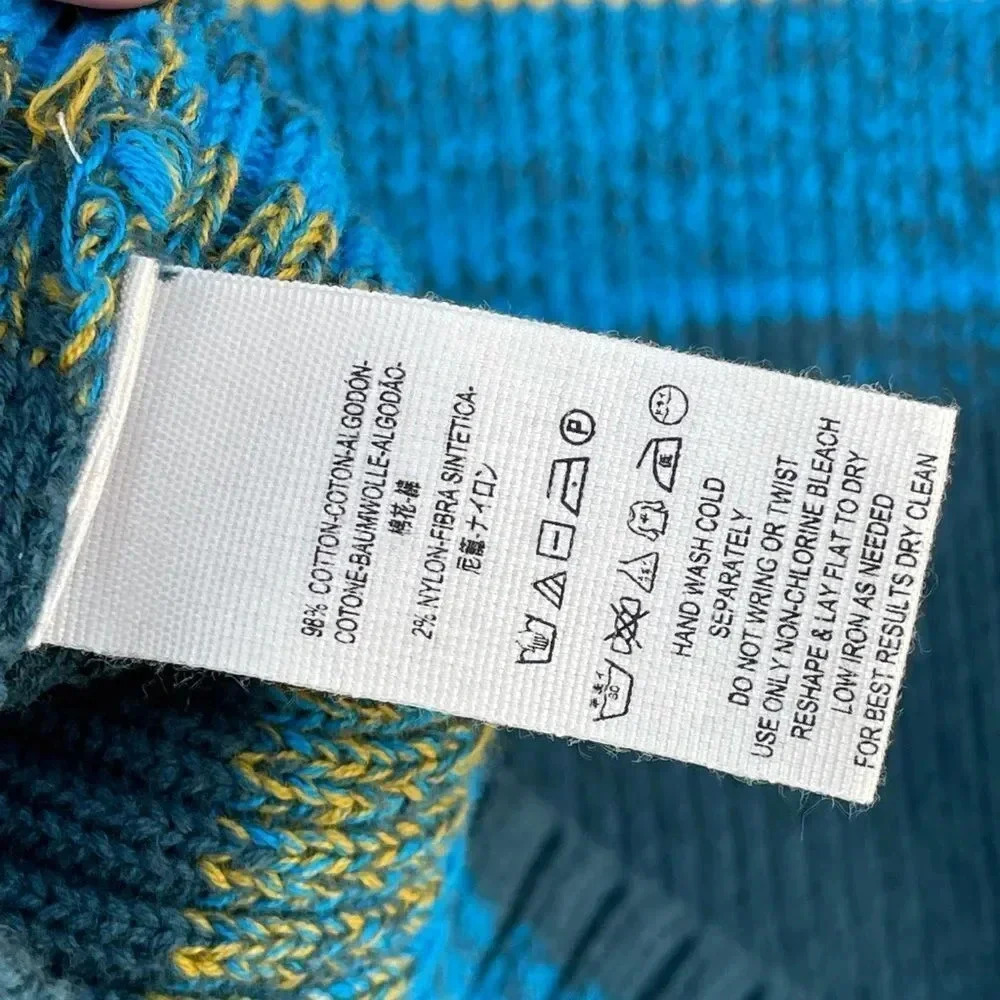 98% COTTON-COTON-ALGODÓN-
COTONE-BAUMWOLLE-ALGODÃO-
棉花-綿
2% NYLON-FIBRA SINTETICA-
尼龍-ナイロン
P
HAND WASH COLD
SEPARATELY
DO NOT WRING OR TWIST
USE ONLY NON-CHLORINE BLEACH
RESHAPE & LAY FLAT TO DRY
LOW IRON AS NEEDED
FOR BEST RESULTS DRY CLEAN